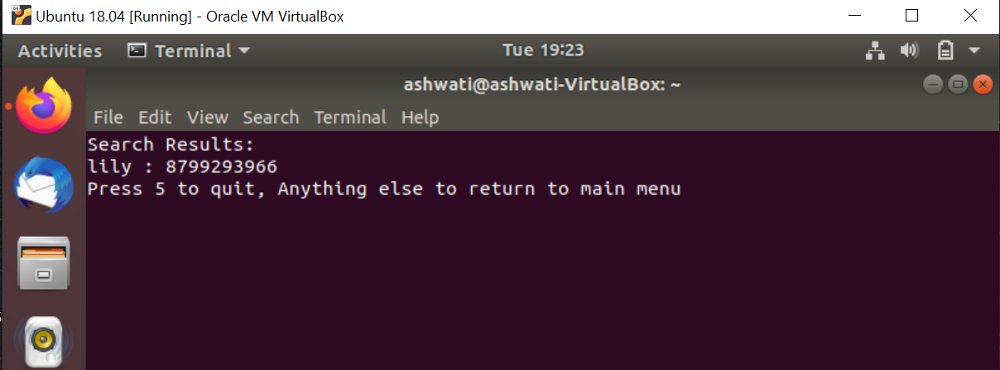 Ubuntu 18.04 [Running] - Oracle VM VirtualBox
Activities Terminal Tue 19:23
ashwati@ashwati-VirtualBox: ~
File Edit View Search Terminal Help
Search Results:
lily : 8799293966
Press 5 to quit, Anything else to return to main menu